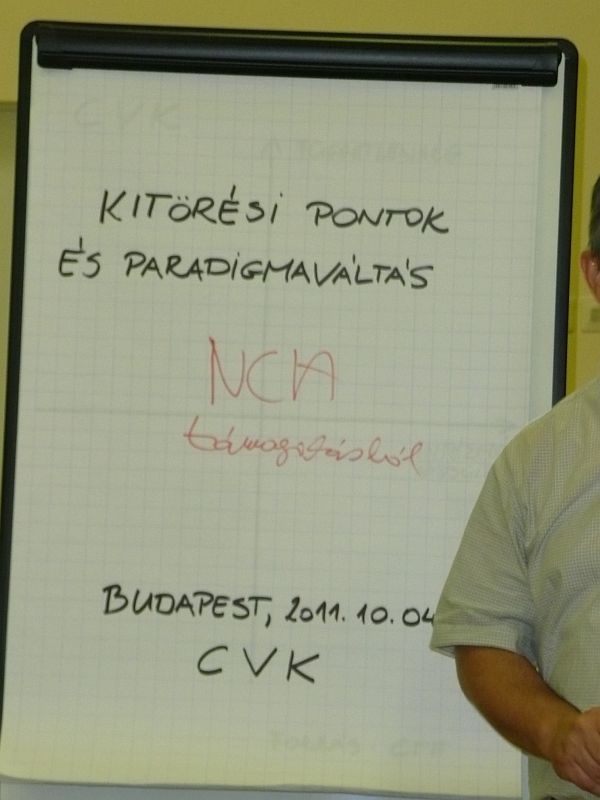 KITÖRÉSI PONTOK
ÉS PARADIGMAVÁLTÁS
NCA
támogatásból
BUDAPEST, 2011.10.04
CVK